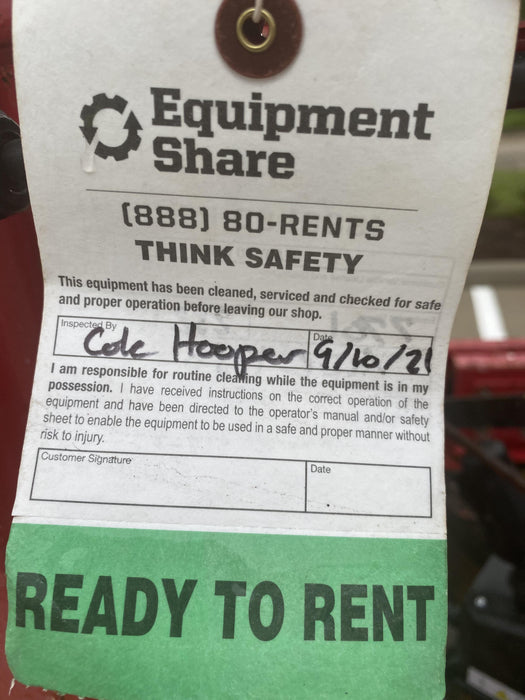 Equipment
Share
(888) 80-RENTS
THINK SAFETY
This equipment has been cleaned, serviced and checked for safe
and proper operation before leaving our shop.
Inspected By
Cole Hooper
Date
9/10/21
I am responsible for routine cleaning while the equipment is in my
possession. I have received instructions on the correct operation of the
equipment and have been directed to the operator's manual and/or safety
sheet to enable the equipment to be used in a safe and proper manner without
risk to injury.
Customer Signature
Date
READY TO RENT